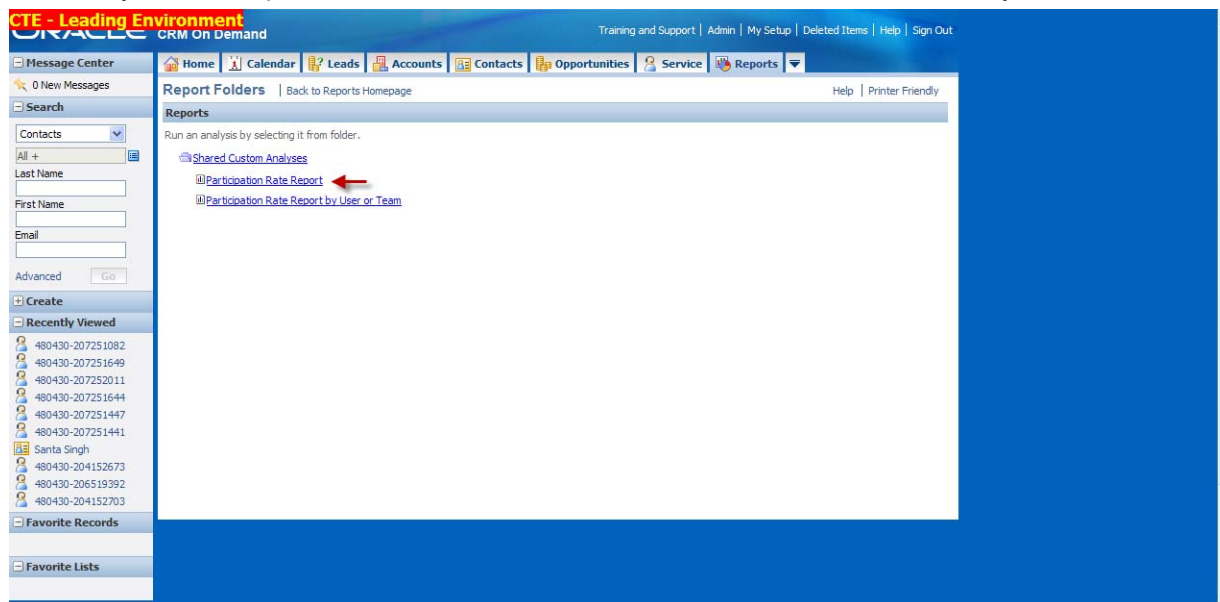 CTE - Leading Environment
ORACLE
CRM On Demand
Training and Support | Admin | My Setup | Deleted Items | Help | Sign Out
Message Center
Home Calendar Leads Accounts Contacts Opportunities Service Reports
0 New Messages
Report Folders | Back to Reports Homepage Help | Printer Friendly
Search
Reports
Contacts
Run an analysis by selecting it from folder.
All +
Shared Custom Analyses
Last Name
Participation Rate Report
First Name
Participation Rate Report by User or Team
Email
Advanced Go
Create
Recently Viewed
480430-207251082
480430-207251649
480430-207252011
480430-207251644
480430-207251447
480430-207251441
Santa Singh
480430-204152673
480430-206519392
480430-204152703
Favorite Records
Favorite Lists